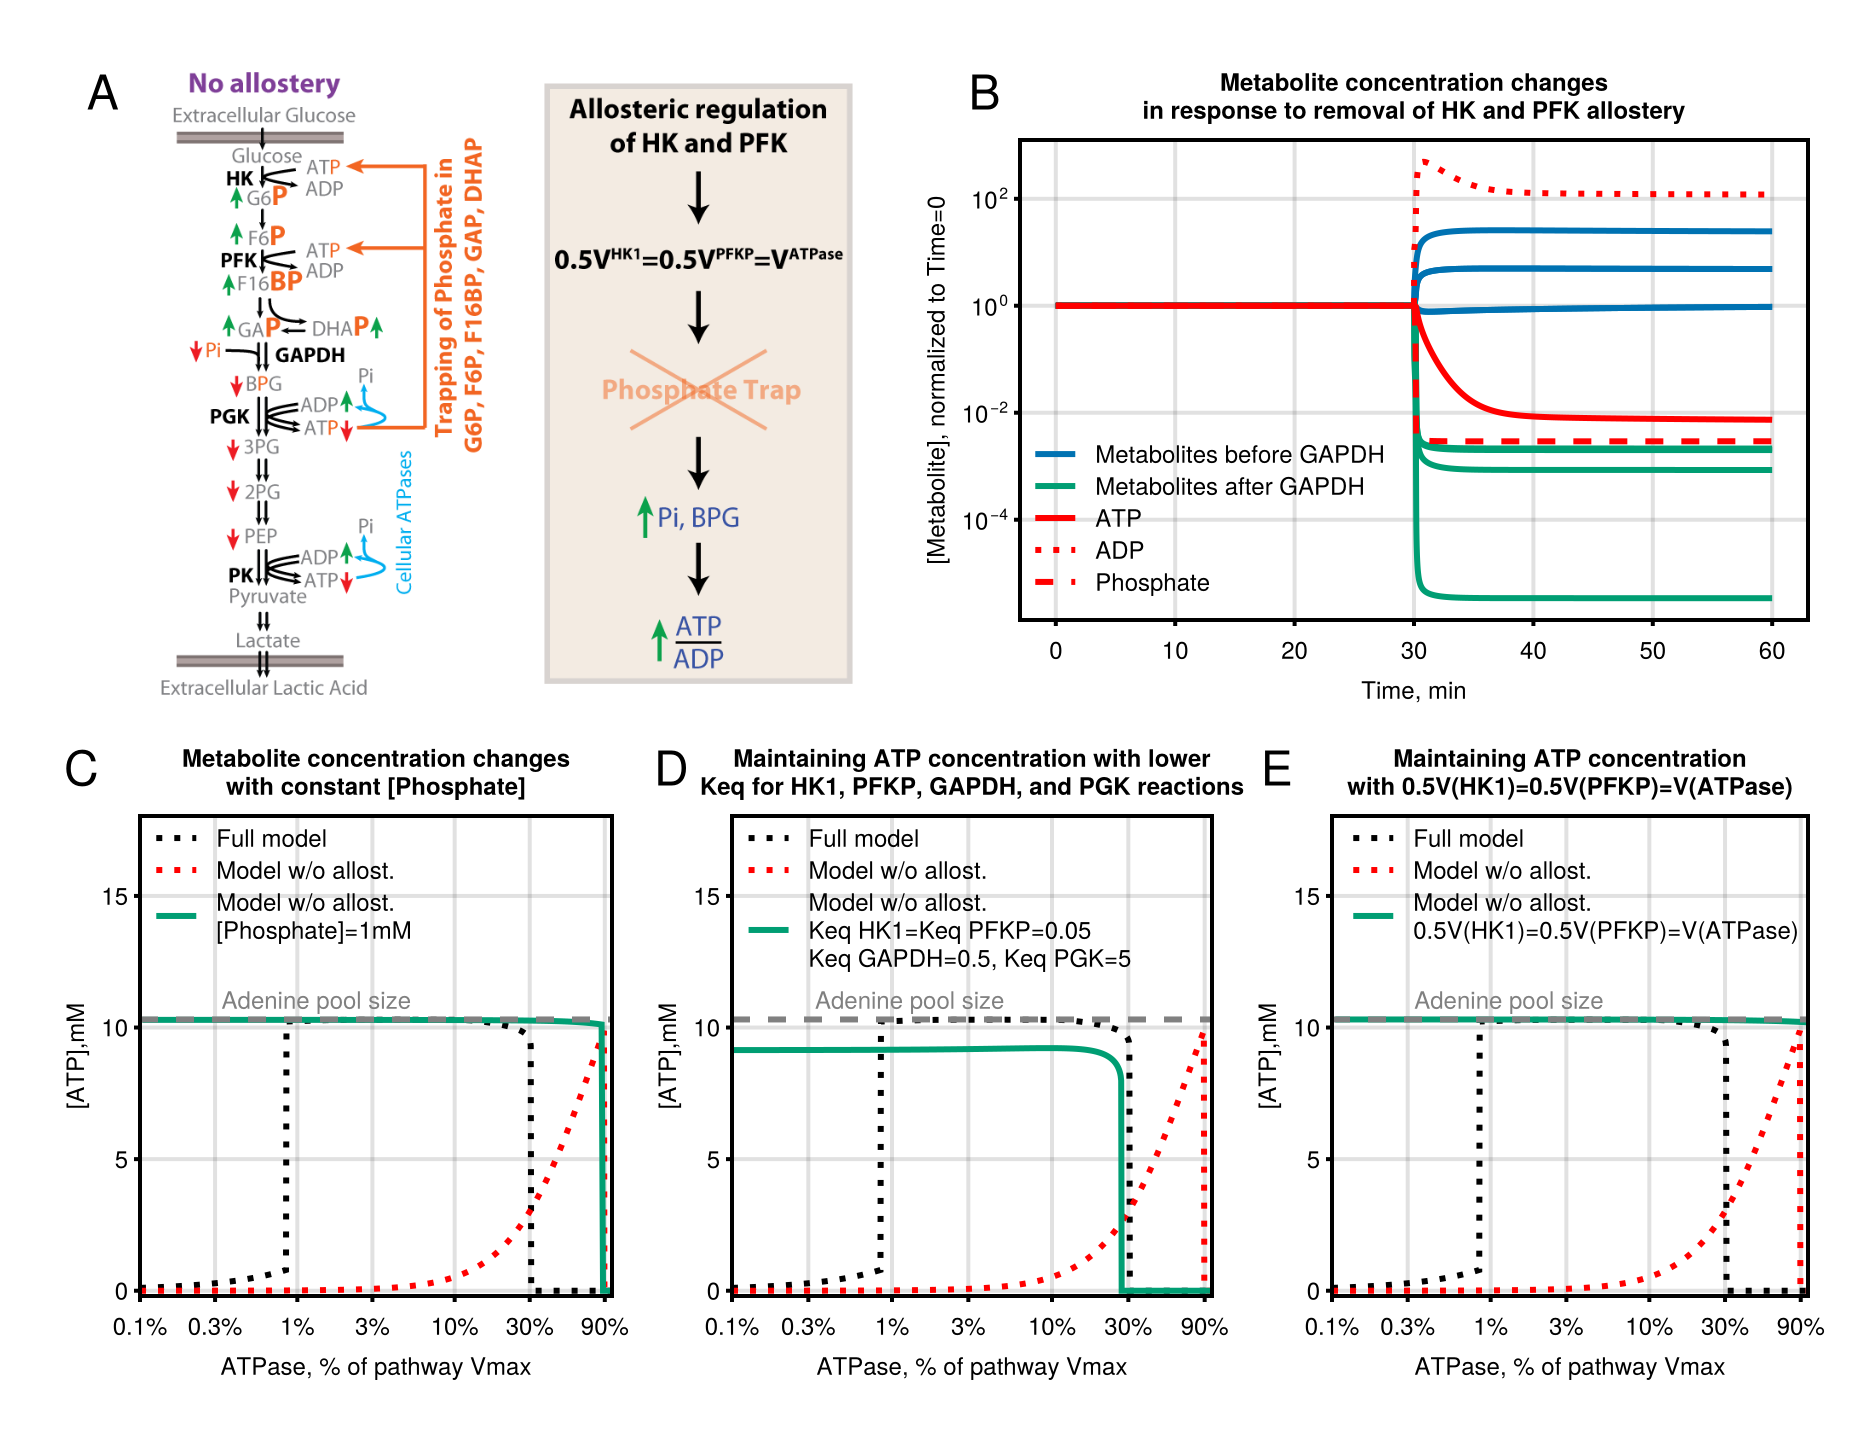 A
No allostery
Extracellular Glucose
Glucose
ATP
HK
ADP
G6P
F6P
ATP
PFK
ADP
F16BP
GAP
DHAP
Pi
GAPDH
BPG
Pi
ADP
PGK
ATP
3PG
2PG
PEP
Pi
ADP
PK
ATP
Pyruvate
Lactate
Extracellular Lactic Acid
Trapping of Phosphate in
G6P, F6P, F16BP, GAP, DHAP
Cellular ATPases
Allosteric regulation
of HK and PFK
0.5V^HK1=0.5V^PFKP=V^ATPase
Phosphate Trap
Pi, BPG
ATP
ADP
B
Metabolite concentration changes
in response to removal of HK and PFK allostery
[Metabolite], normalized to Time=0
10²
10⁰
10⁻²
10⁻⁴
Metabolites before GAPDH
Metabolites after GAPDH
ATP
ADP
Phosphate
0 10 20 30 40 50 60
Time, min
C
Metabolite concentration changes
with constant [Phosphate]
Full model
Model w/o allost.
Model w/o allost.
[Phosphate]=1mM
Adenine pool size
[ATP],mM
15
10
5
0
0.1% 0.3% 1% 3% 10% 30% 90%
ATPase, % of pathway Vmax
D
Maintaining ATP concentration with lower
Keq for HK1, PFKP, GAPDH, and PGK reactions
Full model
Model w/o allost.
Model w/o allost.
Keq HK1=Keq PFKP=0.05
Keq GAPDH=0.5, Keq PGK=5
Adenine pool size
[ATP],mM
15
10
5
0
0.1% 0.3% 1% 3% 10% 30% 90%
ATPase, % of pathway Vmax
E
Maintaining ATP concentration
with 0.5V(HK1)=0.5V(PFKP)=V(ATPase)
Full model
Model w/o allost.
Model w/o allost.
0.5V(HK1)=0.5V(PFKP)=V(ATPase)
Adenine pool size
[ATP],mM
15
10
5
0
0.1% 0.3% 1% 3% 10% 30% 90%
ATPase, % of pathway Vmax